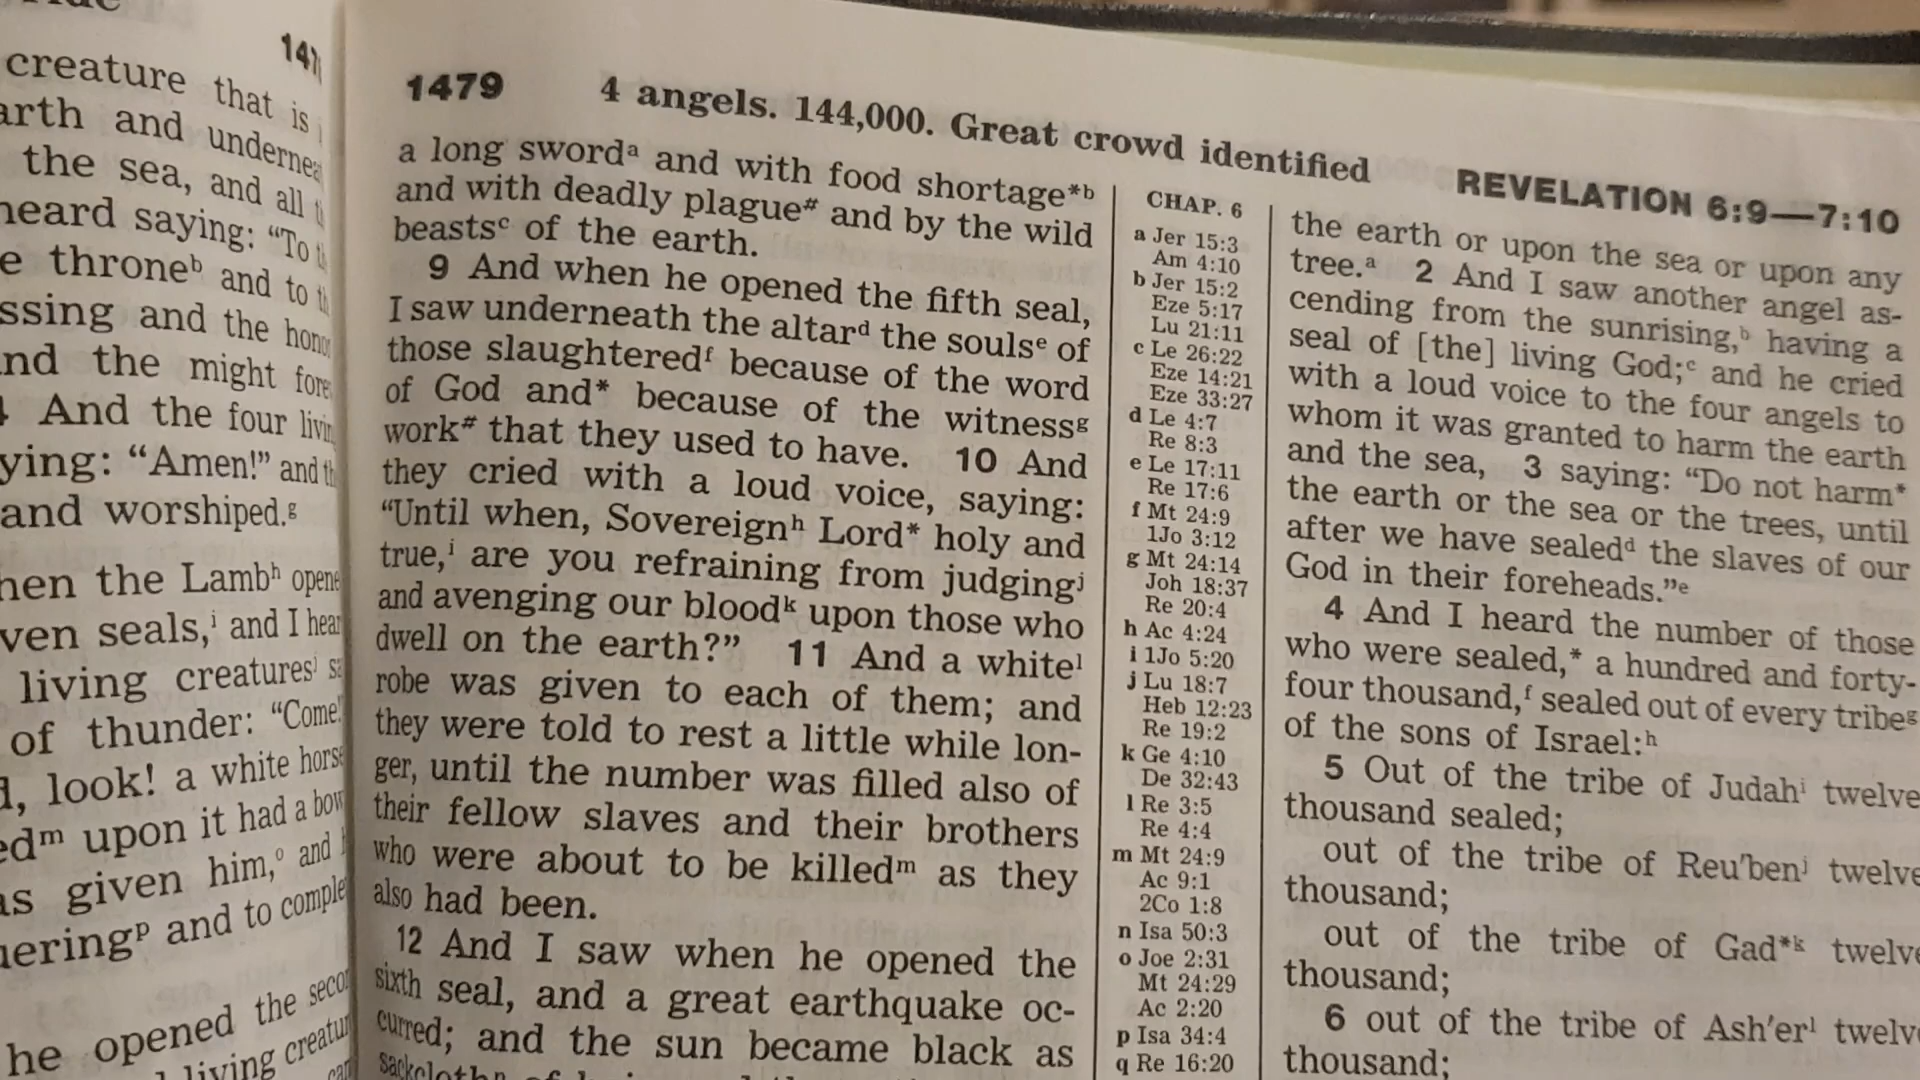 147
creature that is
arth and undernea
the sea, and all
heard saying: "To
e throneᵇ and to
ssing and the hono
nd the might fore
And the four livin
ying: "Amen!" and th
and worshiped.ᵍ
hen the Lambʰ opene
ven seals,ⁱ and I hear
living creaturesʲ sa
of thunder: "Come!"
d, look! a white horse
edᵐ upon it had a bow
as given him,ᵒ and
heringᵖ and to comple
he opened the secon
living creatur
1479 4 angels. 144,000. Great crowd identified REVELATION 6:9—7:10
a long swordᵃ and with food shortage*ᵇ
and with deadly plague# and by the wild
beastsᶜ of the earth.
9 And when he opened the fifth seal,
I saw underneath the altarᵈ the soulsᵉ of
those slaughteredᶠ because of the word
of God and* because of the witnessᵍ
work# that they used to have. 10 And
they cried with a loud voice, saying:
"Until when, Sovereignʰ Lord* holy and
true,ⁱ are you refraining from judgingʲ
and avenging our bloodᵏ upon those who
dwell on the earth?" 11 And a whiteˡ
robe was given to each of them; and
they were told to rest a little while lon-
ger, until the number was filled also of
their fellow slaves and their brothers
who were about to be killedᵐ as they
also had been.
12 And I saw when he opened the
sixth seal, and a great earthquake oc-
curred; and the sun became black as
CHAP. 6
a Jer 15:3
Am 4:10
b Jer 15:2
Eze 5:17
Lu 21:11
c Le 26:22
Eze 14:21
Eze 33:27
d Le 4:7
Re 8:3
e Le 17:11
Re 17:6
f Mt 24:9
1Jo 3:12
g Mt 24:14
Joh 18:37
Re 20:4
h Ac 4:24
i 1Jo 5:20
j Lu 18:7
Heb 12:23
Re 19:2
k Ge 4:10
De 32:43
l Re 3:5
Re 4:4
m Mt 24:9
Ac 9:1
2Co 1:8
n Isa 50:3
o Joe 2:31
Mt 24:29
Ac 2:20
p Isa 34:4
q Re 16:20
the earth or upon the sea or upon any
tree.ᵃ 2 And I saw another angel as-
cending from the sunrising,ᵇ having a
seal of [the] living God;ᶜ and he cried
with a loud voice to the four angels to
whom it was granted to harm the earth
and the sea, 3 saying: "Do not harm*
the earth or the sea or the trees, until
after we have sealedᵈ the slaves of our
God in their foreheads."ᵉ
4 And I heard the number of those
who were sealed,* a hundred and forty-
four thousand,ᶠ sealed out of every tribeᵍ
of the sons of Israel:ʰ
5 Out of the tribe of Judahⁱ twelve
thousand sealed;
out of the tribe of Reu′benʲ twelve
thousand;
out of the tribe of Gad*ᵏ twelve
thousand;
6 out of the tribe of Ash′erˡ twelve
thousand;